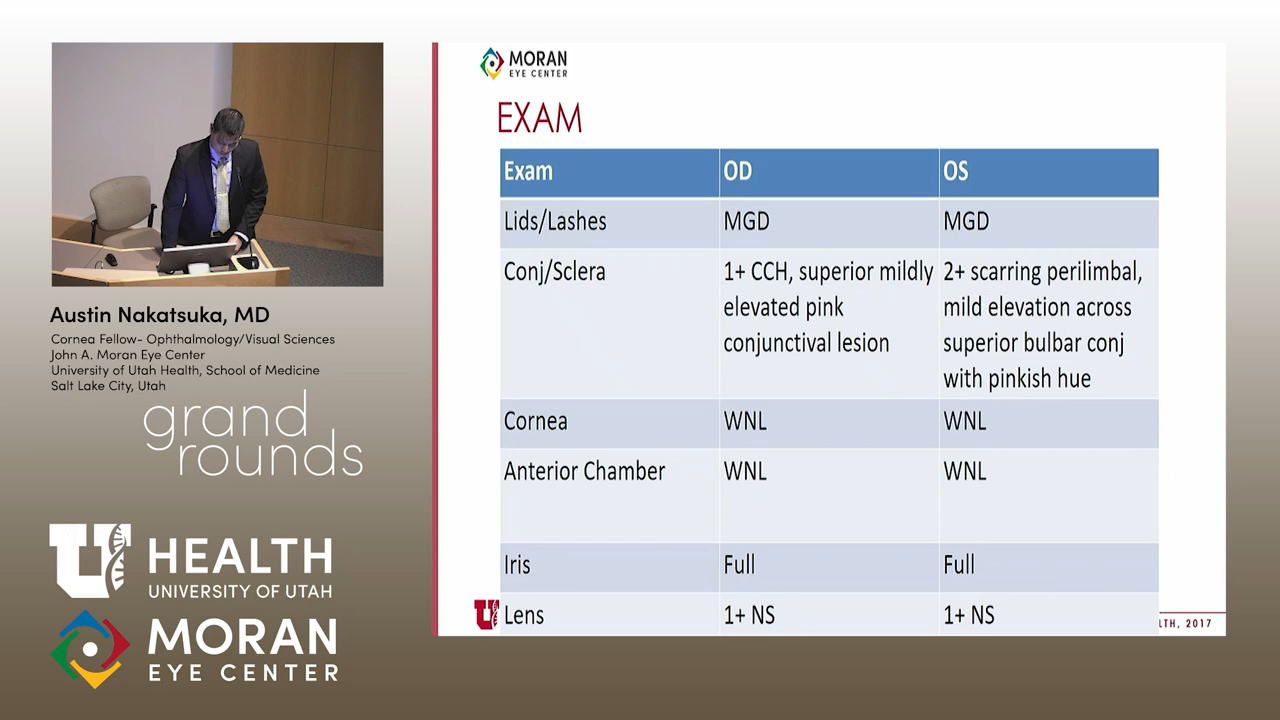 Austin Nakatsuka, MD
Cornea Fellow- Ophthalmology/Visual Sciences
John A. Moran Eye Center
University of Utah Health, School of Medicine
Salt Lake City, Utah
grand
rounds
U HEALTH
UNIVERSITY OF UTAH
MORAN
EYE CENTER
MORAN
EYE CENTER
EXAM
Exam OD OS
Lids/Lashes MGD MGD
Conj/Sclera 1+ CCH, superior mildly 2+ scarring perilimbal,
elevated pink mild elevation across
conjunctival lesion superior bulbar conj
with pinkish hue
Cornea WNL WNL
Anterior Chamber WNL WNL
Iris Full Full
Lens 1+ NS 1+ NS
U LTH, 2017